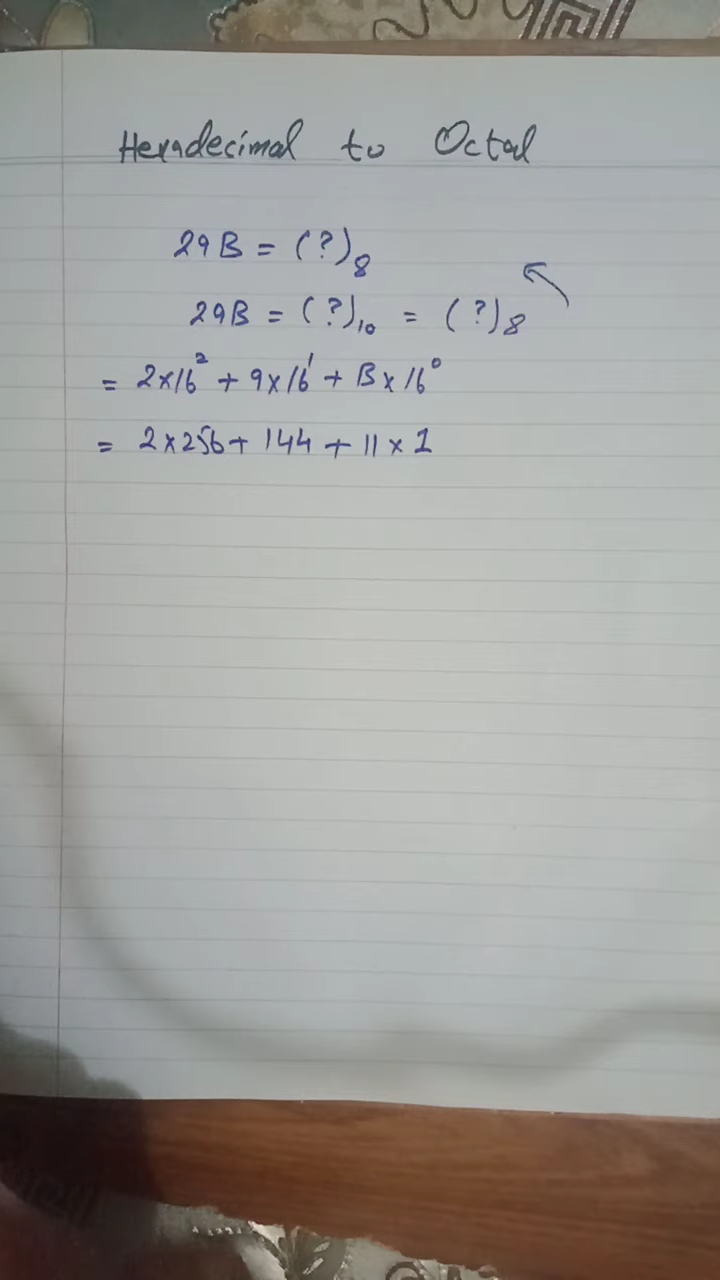 Hexadecimal to Octal
29B = (?)₈
29B = (?)₁₀ = (?)₈
= 2×16² + 9×16¹ + B×16⁰
= 2×256+ 144 + 11×1